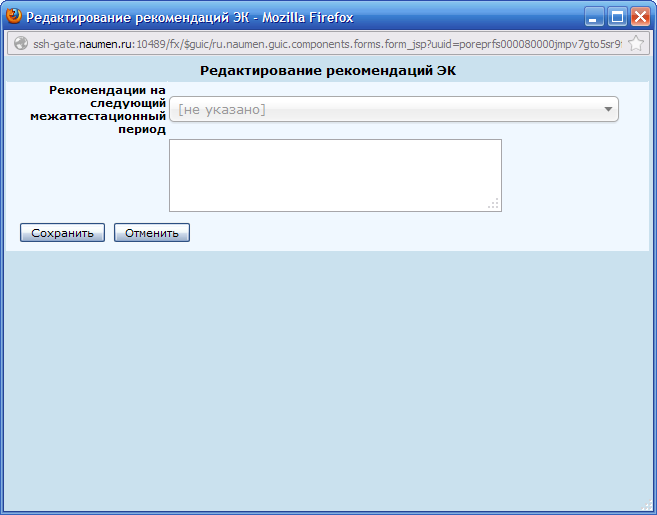 Редактирование рекомендаций ЭК - Mozilla Firefox
ssh-gate.naumen.ru:10489/fx/$guic/ru.naumen.guic.components.forms.form_jsp?uuid=poreprfs000080000jmpv7gto5sr9
Редактирование рекомендаций ЭК
Рекомендации на
следующий
межаттестационный
период
[не указано]
Сохранить Отменить